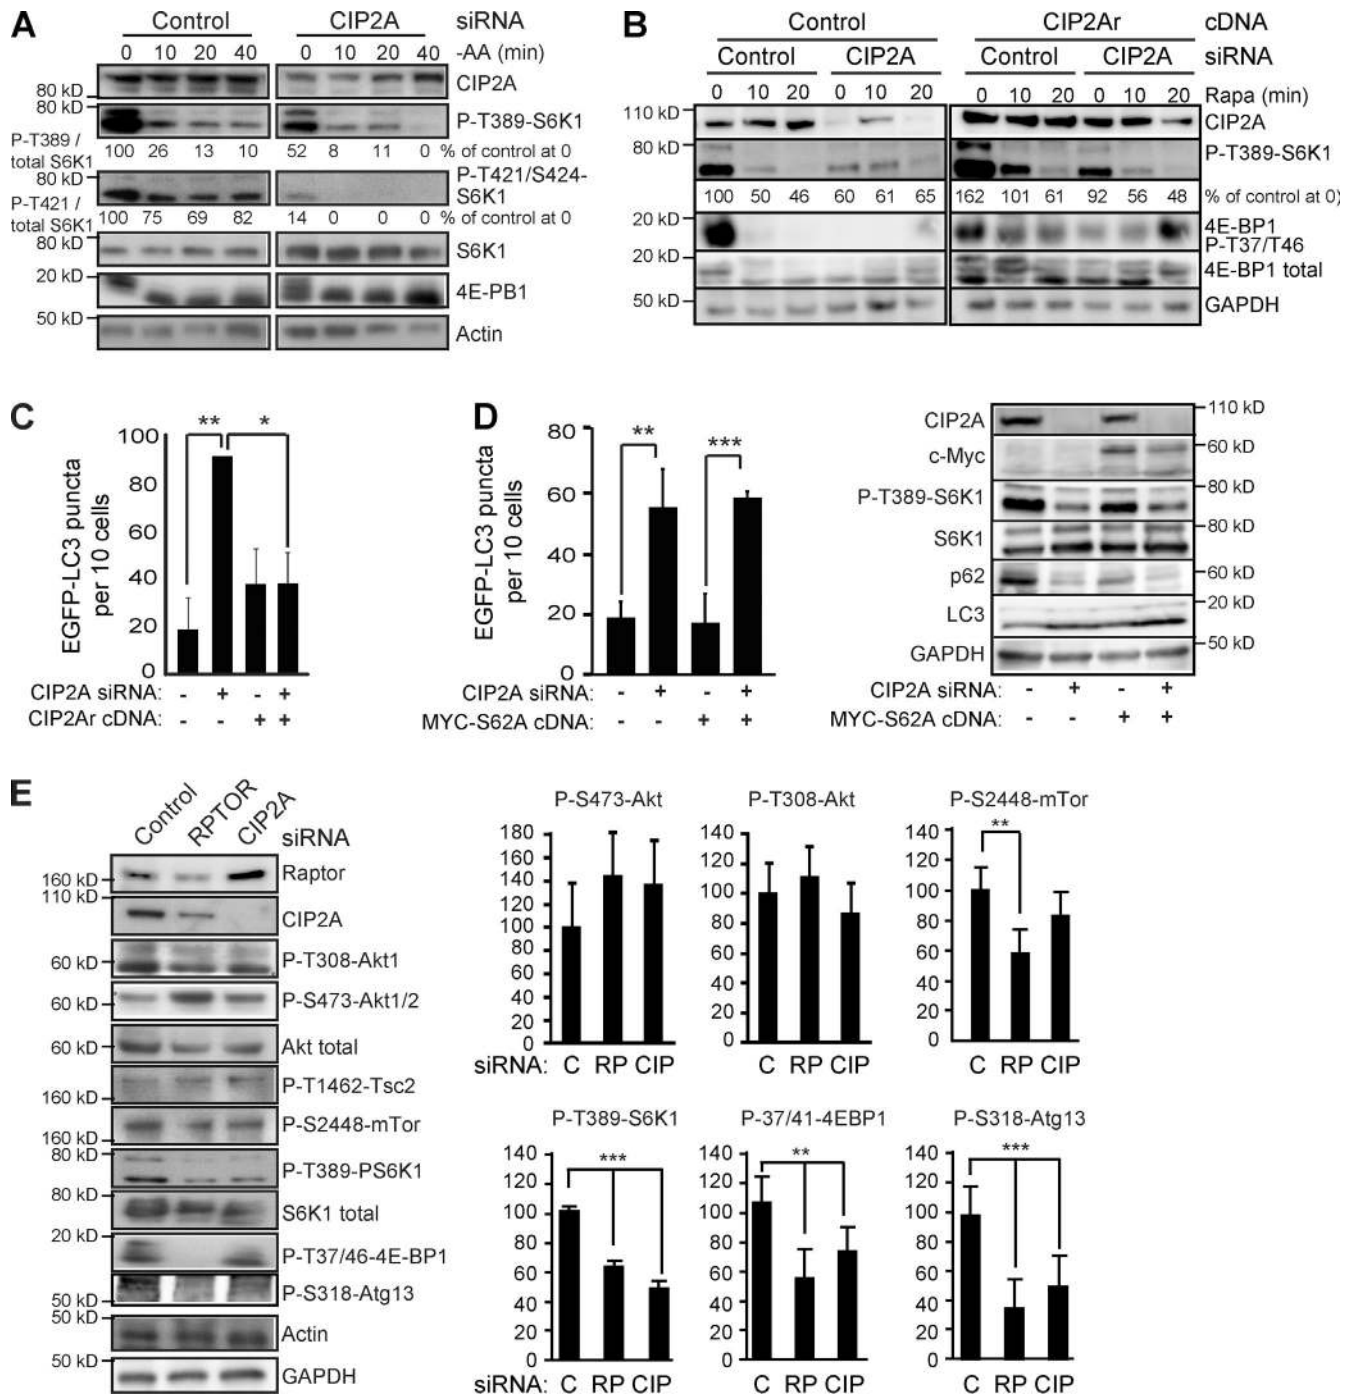 A
Control CIP2A siRNA
0 10 20 40 0 10 20 40 -AA (min)
80 kD CIP2A
80 kD P-T389-S6K1
P-T389 /
total S6K1 100 26 13 10 52 8 11 0 % of control at 0
80 kD P-T421/S424-
S6K1
P-T421 /
total S6K1 100 75 69 82 14 0 0 0 % of control at 0
80 kD S6K1
20 kD 4E-PB1
50 kD Actin
B
Control CIP2Ar cDNA
Control CIP2A Control CIP2A siRNA
0 10 20 0 10 20 0 10 20 0 10 20 Rapa (min)
110 kD CIP2A
80 kD P-T389-S6K1
100 50 46 60 61 65 162 101 61 92 56 48 % of control at 0)
20 kD 4E-BP1
20 kD P-T37/T46
20 kD 4E-BP1 total
50 kD GAPDH
C
EGFP-LC3 puncta
per 10 cells
100
80
60
40
20
0
** *
CIP2A siRNA: - + - +
CIP2Ar cDNA: - - + +
D
EGFP-LC3 puncta
per 10 cells
80
60
40
20
0
** ***
CIP2A siRNA: - + - +
MYC-S62A cDNA: - - + +
CIP2A 110 kD
c-Myc 60 kD
P-T389-S6K1 80 kD
S6K1 80 kD
p62 60 kD
LC3 20 kD
GAPDH 50 kD
CIP2A siRNA: - + - +
MYC-S62A cDNA: - - + +
E
Control RPTOR CIP2A siRNA
160 kD Raptor
110 kD CIP2A
60 kD P-T308-Akt1
60 kD P-S473-Akt1/2
60 kD Akt total
160 kD P-T1462-Tsc2
160 kD P-S2448-mTor
80 kD P-T389-PS6K1
80 kD S6K1 total
20 kD P-T37/46-4E-BP1
50 kD P-S318-Atg13
50 kD Actin
50 kD GAPDH
P-S473-Akt
180
160
140
120
100
80
60
40
20
0
siRNA: C RP CIP
P-T308-Akt
140
120
100
80
60
40
20
0
C RP CIP
P-S2448-mTor
140
120
100
80
60
40
20
0
**
C RP CIP
P-T389-S6K1
140
120
100
80
60
40
20
0
***
siRNA: C RP CIP
P-37/41-4EBP1
140
120
100
80
60
40
20
0
**
C RP CIP
P-S318-Atg13
140
120
100
80
60
40
20
0
***
C RP CIP